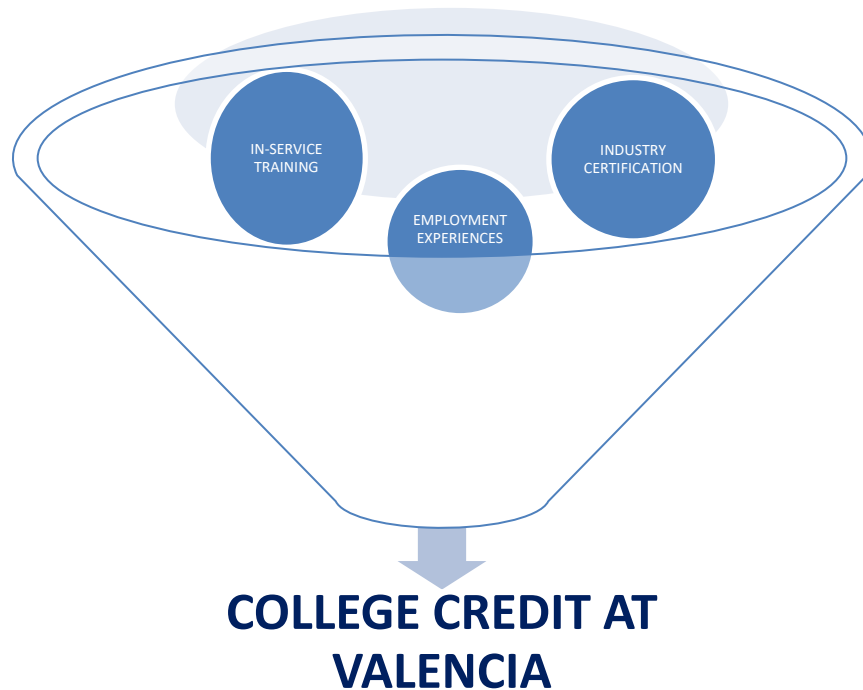 IN-SERVICE
TRAINING
INDUSTRY
CERTIFICATION
EMPLOYMENT
EXPERIENCES
COLLEGE CREDIT AT
VALENCIA